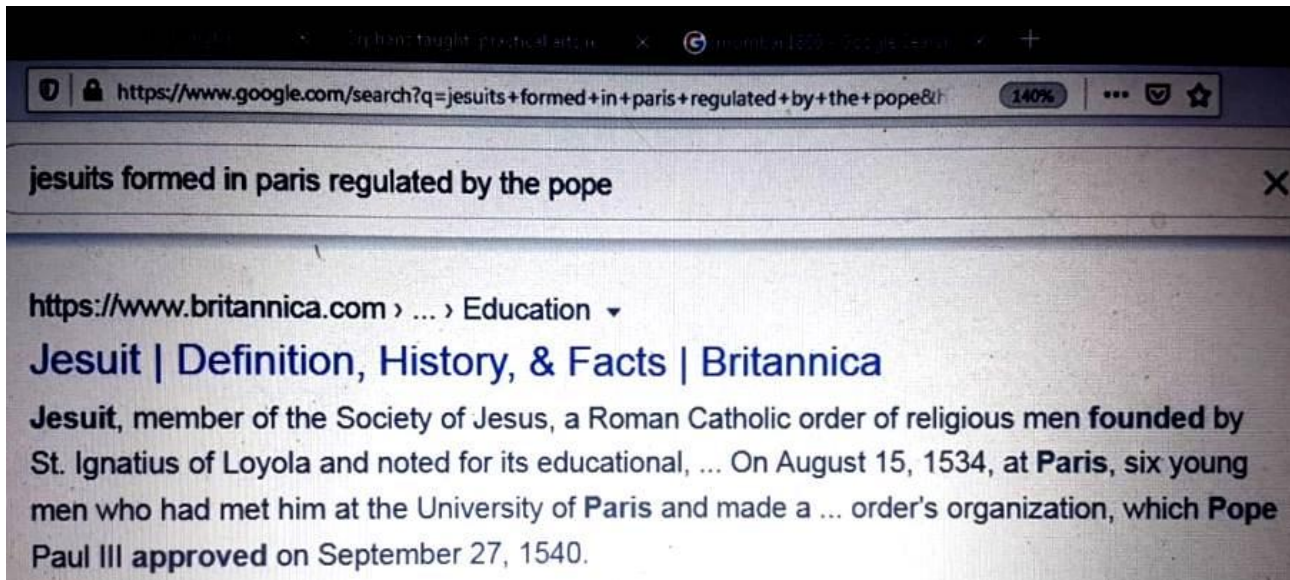 taught practical
https://www.google.com/search?q=jesuits+formed+in+paris+regulated+by+the+pope&t 140%
jesuits formed in paris regulated by the pope
https://www.britannica.com › ... › Education
Jesuit | Definition, History, & Facts | Britannica
Jesuit, member of the Society of Jesus, a Roman Catholic order of religious men founded by
St. Ignatius of Loyola and noted for its educational, ... On August 15, 1534, at Paris, six young
men who had met him at the University of Paris and made a ... order's organization, which Pope
Paul III approved on September 27, 1540.